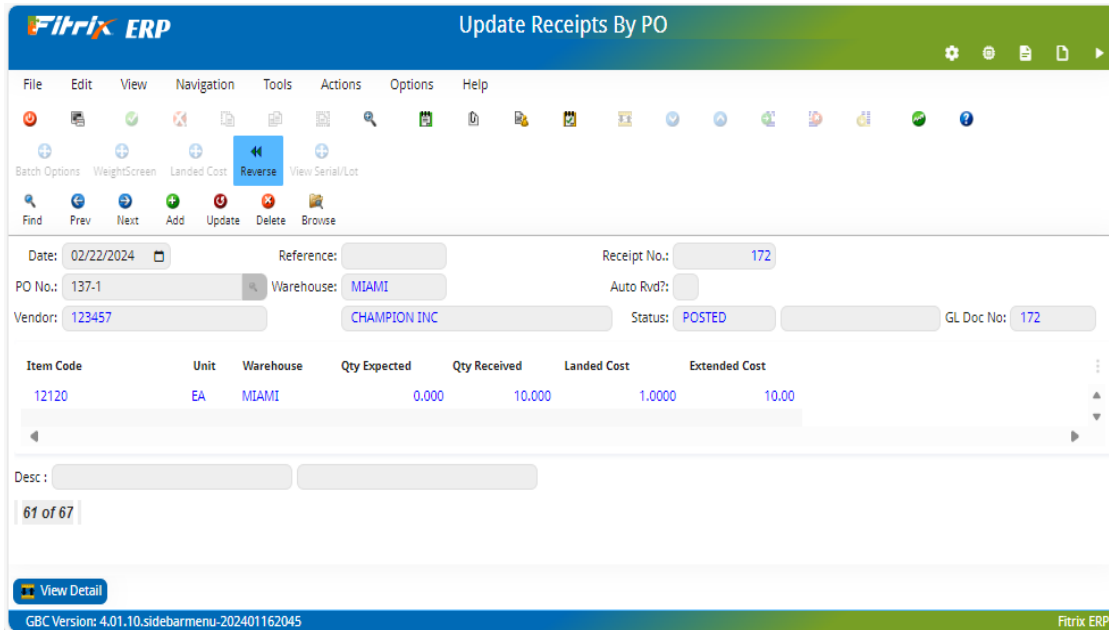 Fitrix ERP
Update Receipts By PO
File Edit View Navigation Tools Actions Options Help
Batch Options WeightScreen Landed Cost Reverse View Serial/Lot
Find Prev Next Add Update Delete Browse
Date: 02/22/2024 Reference: Receipt No.: 172
PO No.: 137-1 Warehouse: MIAMI Auto Rvd?:
Vendor: 123457 CHAMPION INC Status: POSTED GL Doc No: 172
Item Code Unit Warehouse Qty Expected Qty Received Landed Cost Extended Cost
12120 EA MIAMI 0.000 10.000 1.0000 10.00
Desc :
61 of 67
View Detail
GBC Version: 4.01.10.sidebarmenu-202401162045 Fitrix ERP